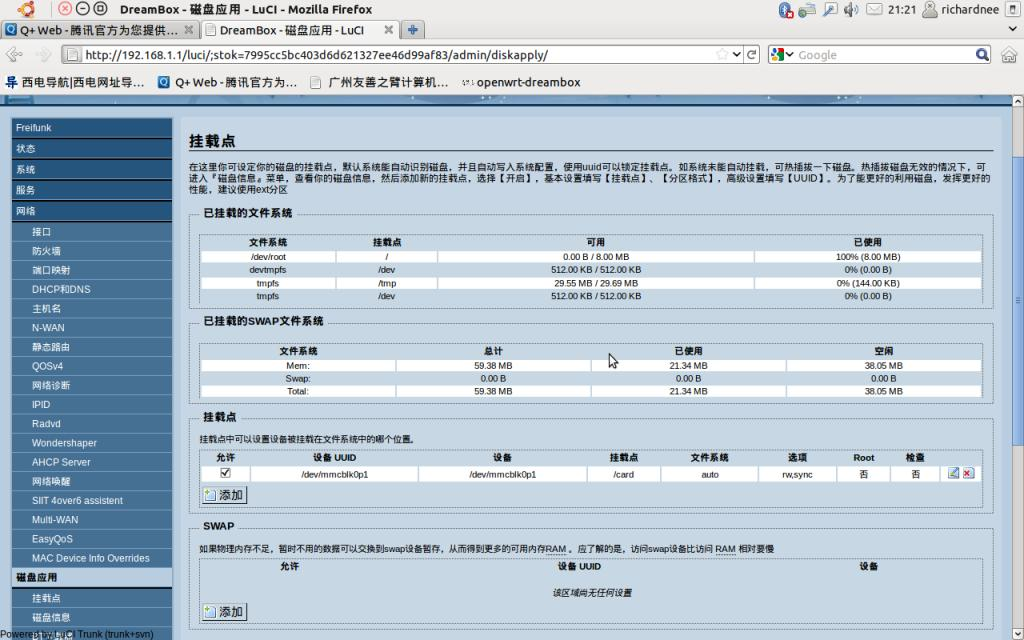 DreamBox - 磁盘应用 - LuCI - Mozilla Firefox
21:21
richardnee
Q+Web - 腾讯官方为您提供...
DreamBox - 磁盘应用 - LuCI
http://192.168.1.1/luci/;stok=7995cc5bc403d6d621327ee46d99af83/admin/diskapply/
Google
西电导航|西电网址导...
Q+Web - 腾讯官方为...
广州友善之臂计算机...
openwrt-dreambox
Freifunk
状态
系统
服务
网络
接口
防火墙
端口映射
DHCP和DNS
主机名
N-WAN
静态路由
QOSv4
网络诊断
IPID
Radvd
Wondershaper
AHCP Server
网络唤醒
SIIT 4over6 assistent
Multi-WAN
EasyQoS
MAC Device Info Overrides
磁盘应用
挂载点
磁盘信息
Powered by LuCI Trunk (trunk+svn)
挂载点
在这里你可设定你的磁盘的挂载点，默认系统能自动识别磁盘，并且自动写入系统配置，使用uuid可以锁定挂载点。如系统未能自动挂载，可热插拔一下磁盘。热插拔磁盘无效的情况下，可
进入『磁盘信息』菜单，查看你的磁盘信息，然后添加新的挂载点，选择【开启】，基本设置填写【挂载点】、【分区格式】，高级设置填写【UUID】。为了能更好的利用磁盘，发挥更好的
性能，建议使用ext分区
已挂载的文件系统
文件系统 挂载点 可用 已使用
/dev/root / 0.00 B / 8.00 MB 100% (8.00 MB)
devtmpfs /dev 512.00 KB / 512.00 KB 0% (0.00 B)
tmpfs /tmp 29.55 MB / 29.69 MB 0% (144.00 KB)
tmpfs /dev 512.00 KB / 512.00 KB 0% (0.00 B)
已挂载的SWAP文件系统
文件系统 总计 已使用 空闲
Mem: 59.38 MB 21.34 MB 38.05 MB
Swap: 0.00 B 0.00 B 0.00 B
Total: 59.38 MB 21.34 MB 38.05 MB
挂载点
挂载点中可以设置设备被挂载在文件系统中的哪个位置。
允许 设备 UUID 设备 挂载点 文件系统 选项 Root 检查
/dev/mmcblk0p1 /dev/mmcblk0p1 /card auto rw,sync 否 否
添加
SWAP
如果物理内存不足，暂时不用的数据可以交换到swap设备暂存，从而得到更多的可用内存RAM 。应了解的是，访问swap设备比访问 RAM 相对要慢
允许 设备 UUID 设备
该区域尚无任何设置
添加